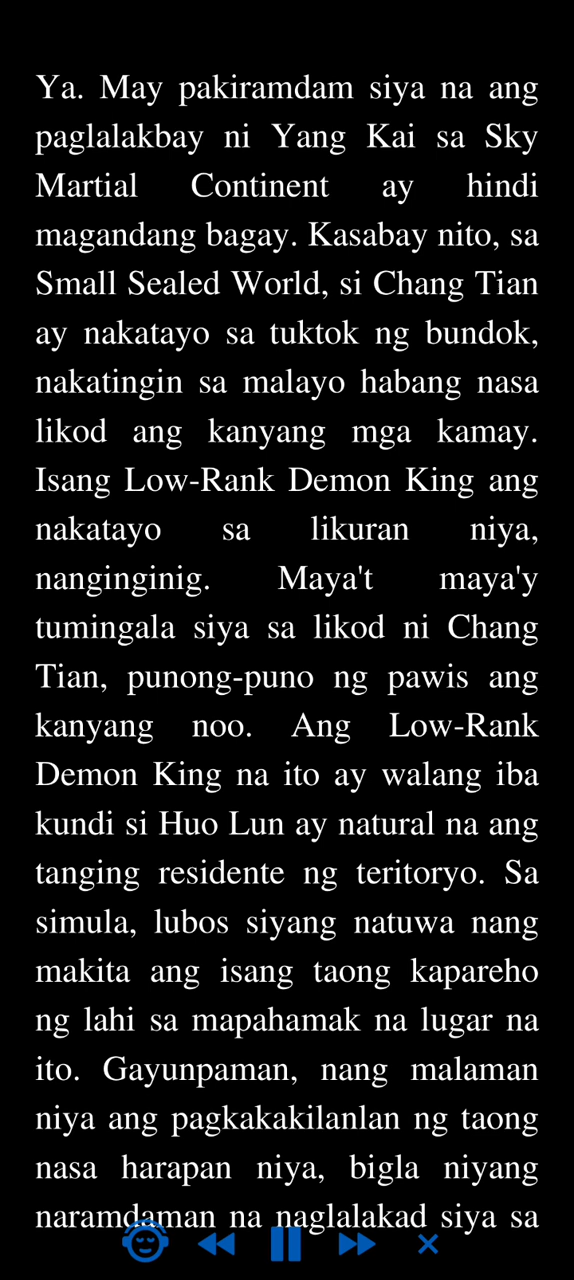 Ya. May pakiramdam siya na ang
paglalakbay ni Yang Kai sa Sky
Martial Continent ay hindi
magandang bagay. Kasabay nito, sa
Small Sealed World, si Chang Tian
ay nakatayo sa tuktok ng bundok,
nakatingin sa malayo habang nasa
likod ang kanyang mga kamay.
Isang Low-Rank Demon King ang
nakatayo sa likuran niya,
nanginginig. Maya't maya'y
tumingala siya sa likod ni Chang
Tian, punong-puno ng pawis ang
kanyang noo. Ang Low-Rank
Demon King na ito ay walang iba
kundi si Huo Lun ay natural na ang
tanging residente ng teritoryo. Sa
simula, lubos siyang natuwa nang
makita ang isang taong kapareho
ng lahi sa mapahamak na lugar na
ito. Gayunpaman, nang malaman
niya ang pagkakakilanlan ng taong
nasa harapan niya, bigla niyang
naramdaman na naglalakad siya sa